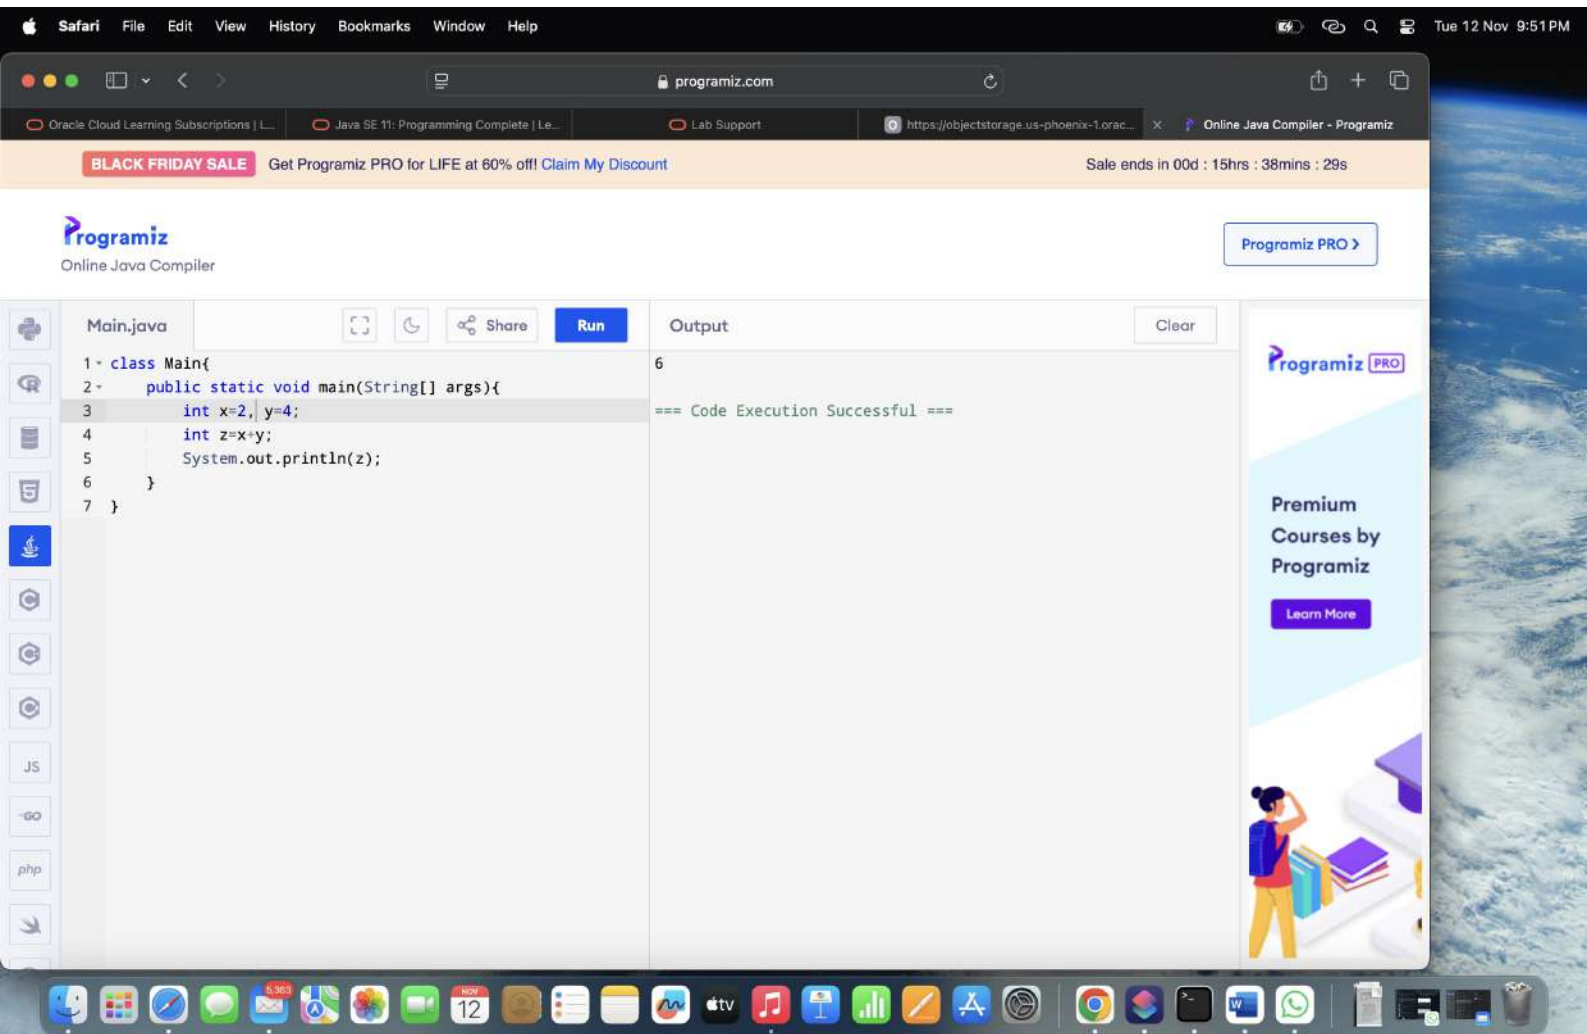 Safari File Edit View History Bookmarks Window Help
Tue 12 Nov 9:51 PM
programiz.com
Oracle Cloud Learning Subscriptions | L...
Java SE 11: Programming Complete | Le...
Lab Support
https://objectstorage.us-phoenix-1.orac...
Online Java Compiler - Programiz
BLACK FRIDAY SALE Get Programiz PRO for LIFE at 60% off! Claim My Discount
Sale ends in 00d : 15hrs : 38mins : 29s
Programiz
Online Java Compiler
Programiz PRO >
Main.java
Share
Run
Output
Clear
1 class Main{
2 public static void main(String[] args){
3 int x=2, y=4;
4 int z=x+y;
5 System.out.println(z);
6 }
7 }
6
=== Code Execution Successful ===
Programiz PRO
Premium
Courses by
Programiz
Learn More
JS
GO
php
5,363
NOV
12
tv
W